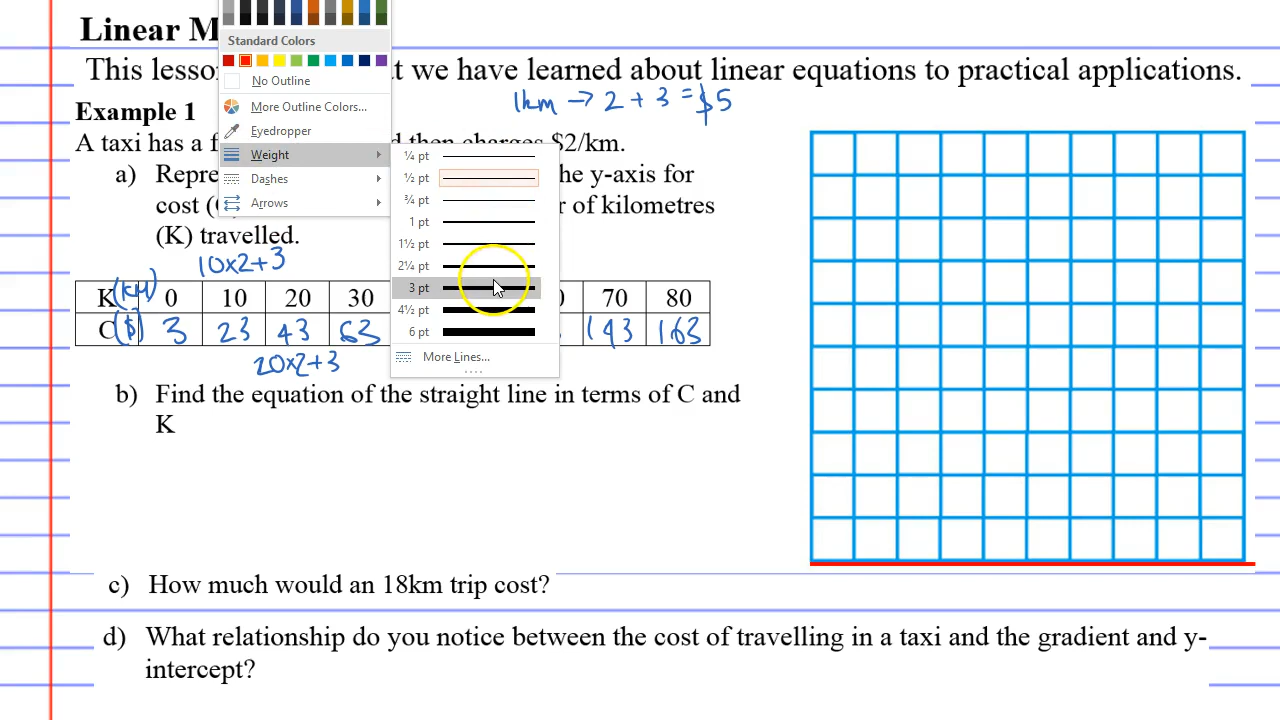 Linear M
Standard Colors
This lesson t we have learned about linear equations to practical applications.
No Outline
1km → 2 + 3 = $5
Example 1
More Outline Colors...
Eyedropper
A taxi has a f d then charges $2/km.
Weight
¼ pt
a) Repre he y-axis for
½ pt
Dashes
¾ pt
cost ( r of kilometres
Arrows
1 pt
(K) travelled.
1½ pt
10x2+3
2¼ pt
3 pt
K (KM) 0 10 20 30 0 70 80
4½ pt
C ($) 3 23 43 63 143 163
6 pt
20x2+3
More Lines...
b) Find the equation of the straight line in terms of C and
K
c) How much would an 18km trip cost?
d) What relationship do you notice between the cost of travelling in a taxi and the gradient and y-
intercept?